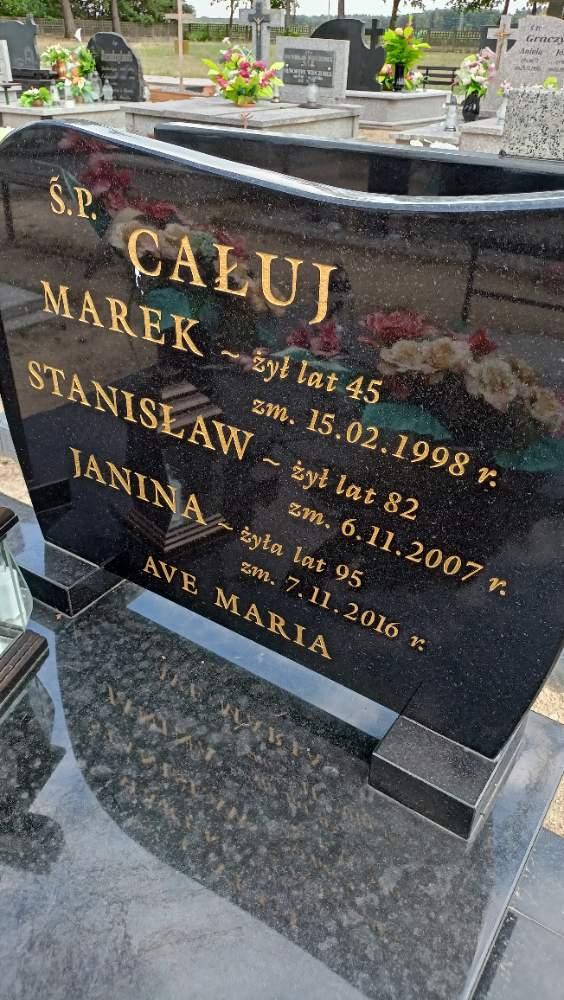 Ś.P.
CAŁUJ
MAREK ~ żył lat 45
zm. 15.02.1998 r.
STANISŁAW ~ żył lat 82
zm. 6.11.2007 r.
JANINA ~ żyła lat 95
zm. 7.11.2016 r.
AVE MARIA